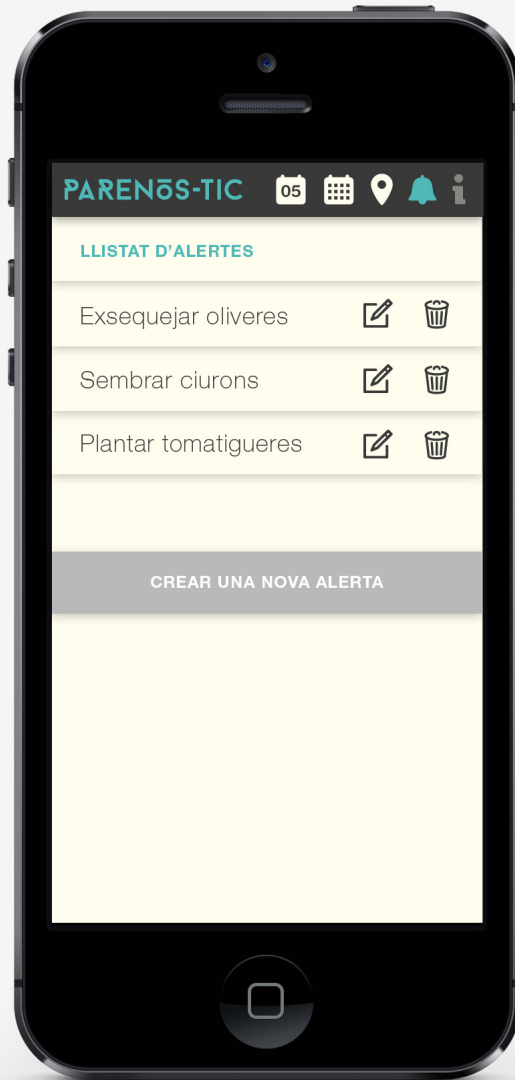 PARENŌS-TIC 05
LLISTAT D'ALERTES
Exsequejar oliveres
Sembrar ciurons
Plantar tomatigueres
CREAR UNA NOVA ALERTA